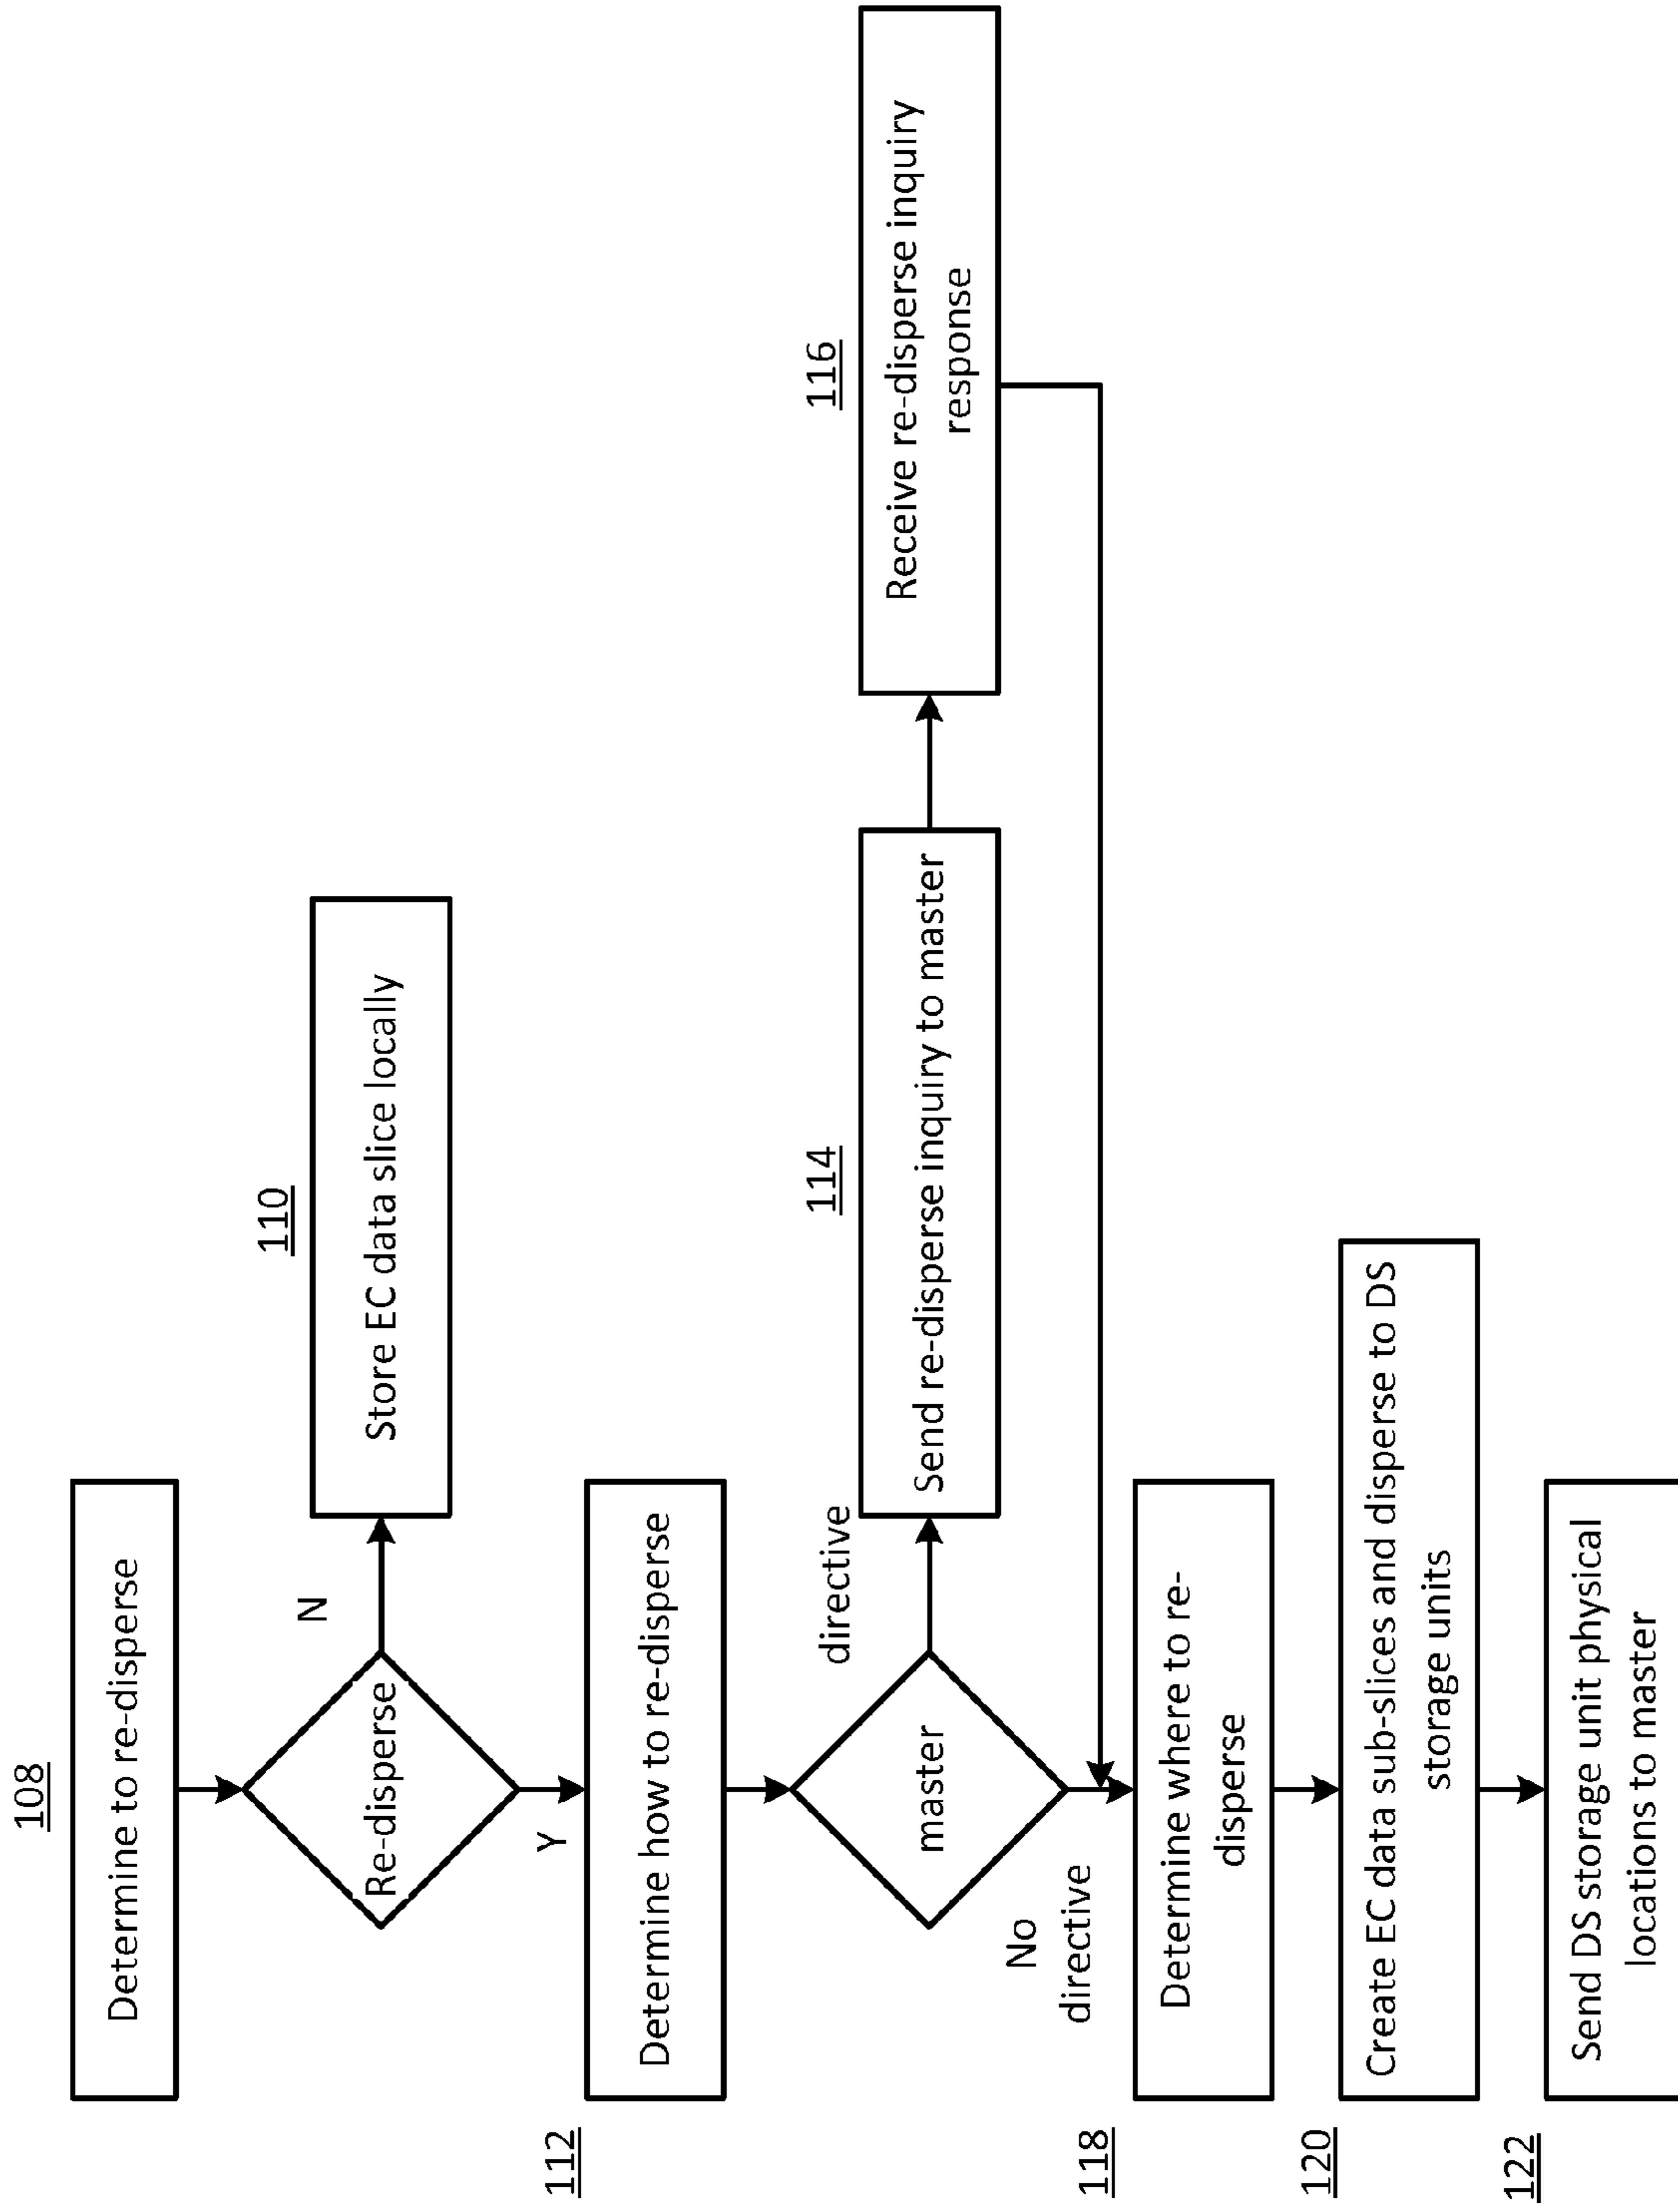 108
Determine to re-disperse
Re-disperse
N
110
Store EC data slice locally
Y
112
Determine how to re-disperse
master
directive
114
Send re-disperse inquiry to master
116
Receive re-disperse inquiry
response
No
directive
118
Determine where to re-
disperse
120
Create EC data sub-slices and disperse to DS
storage units
122
Send DS storage unit physical
locations to master